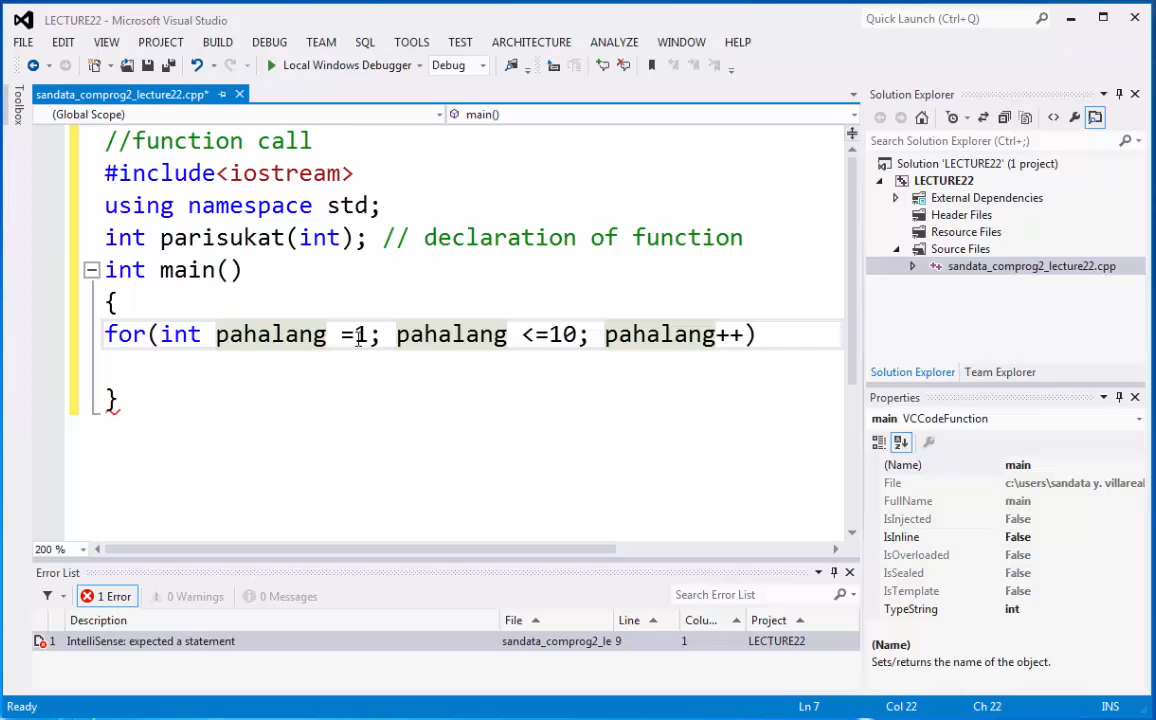 LECTURE22 - Microsoft Visual Studio
Quick Launch (Ctrl+Q)
FILE EDIT VIEW PROJECT BUILD DEBUG TEAM SQL TOOLS TEST ARCHITECTURE ANALYZE WINDOW HELP
Local Windows Debugger Debug
Toolbox
sandata_comprog2_lecture22.cpp*
(Global Scope) main()
//function call
#include<iostream>
using namespace std;
int parisukat(int); // declaration of function
int main()
{
for(int pahalang =1; pahalang <=10; pahalang++)
}
200 %
Error List
1 Error 0 Warnings 0 Messages
Search Error List
Description File Line Colu... Project
1 IntelliSense: expected a statement sandata_comprog2_le 9 1 LECTURE22
Solution Explorer
Search Solution Explorer (Ctrl+;)
Solution 'LECTURE22' (1 project)
LECTURE22
External Dependencies
Header Files
Resource Files
Source Files
sandata_comprog2_lecture22.cpp
Solution Explorer Team Explorer
Properties
main VCCodeFunction
(Name) main
File c:\users\sandata y. villareal
FullName main
IsInjected False
IsInline False
IsOverloaded False
IsSealed False
IsTemplate False
TypeString int
(Name)
Sets/returns the name of the object.
Ready Ln 7 Col 22 Ch 22 INS